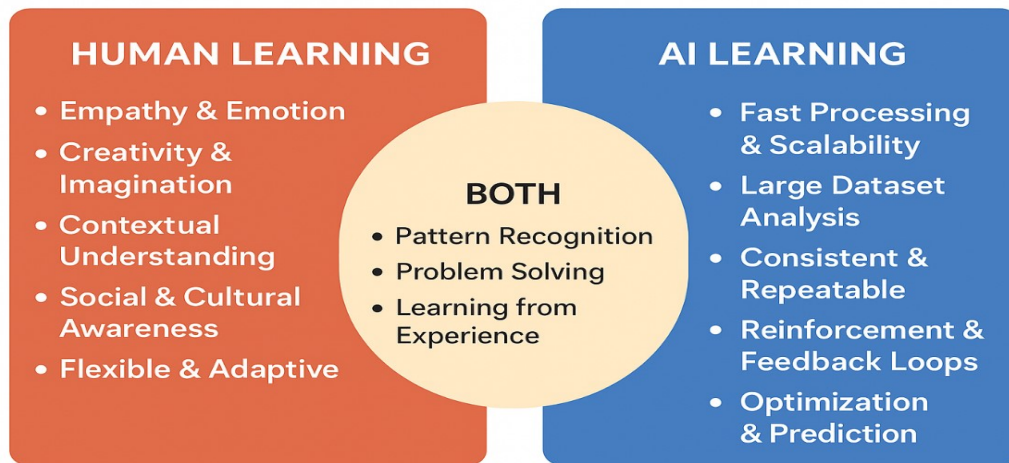 HUMAN LEARNING
• Empathy & Emotion
• Creativity &
Imagination
• Contextual
Understanding
• Social & Cultural
Awareness
• Flexible & Adaptive
BOTH
• Pattern Recognition
• Problem Solving
• Learning from
Experience
AI LEARNING
• Fast Processing
& Scalability
• Large Dataset
Analysis
• Consistent &
Repeatable
• Reinforcement &
Feedback Loops
• Optimization
& Prediction